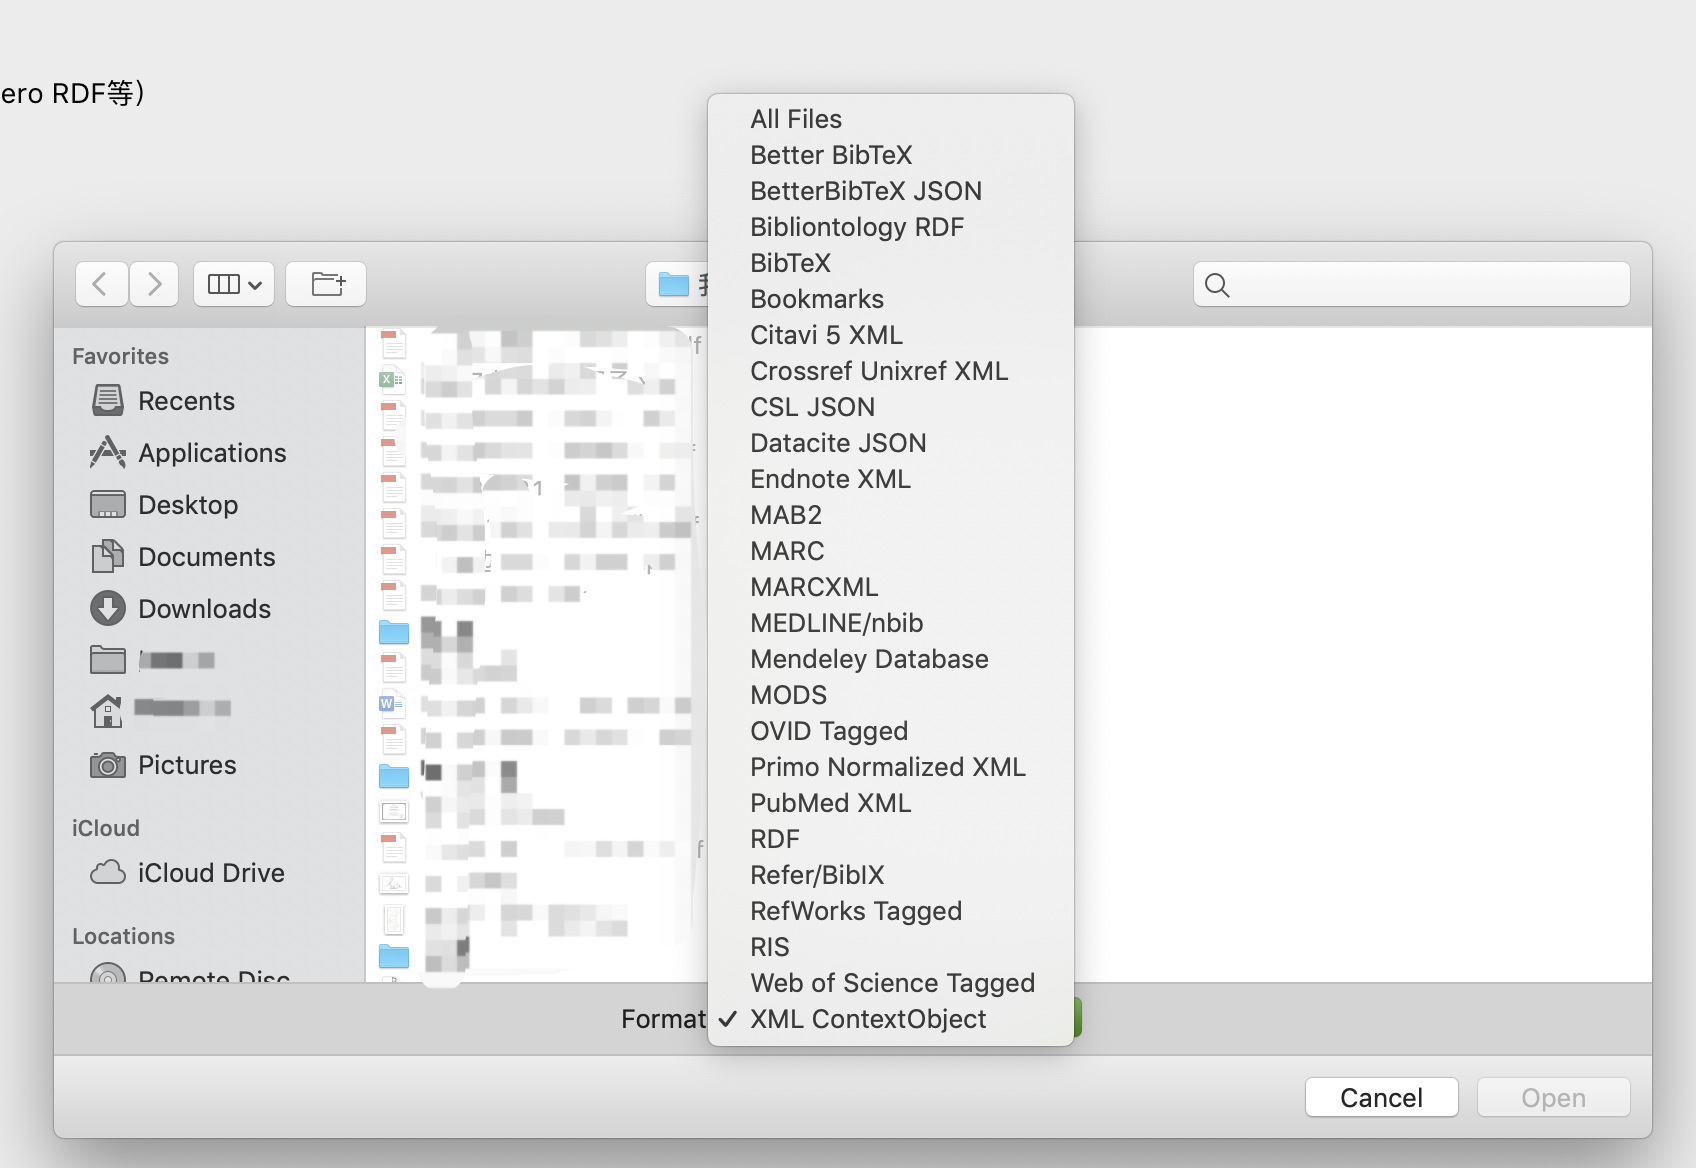 ero RDF等）
All Files
Better BibTeX
BetterBibTeX JSON
Bibliontology RDF
BibTeX
Bookmarks
Citavi 5 XML
Crossref Unixref XML
CSL JSON
Datacite JSON
Endnote XML
MAB2
MARC
MARCXML
MEDLINE/nbib
Mendeley Database
MODS
OVID Tagged
Primo Normalized XML
PubMed XML
RDF
Refer/BibIX
RefWorks Tagged
RIS
Web of Science Tagged
XML ContextObject
Favorites
Recents
Applications
Desktop
Documents
Downloads
Pictures
iCloud
iCloud Drive
Locations
Remote Disc
Format
Cancel
Open